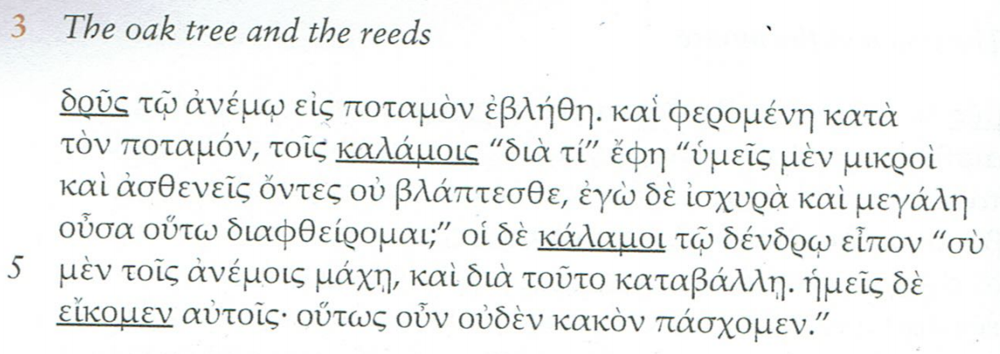 3 The oak tree and the reeds
δρῦς τῷ ἀνέμῳ εἰς ποταμὸν ἐβλήθη. καί φερομένη κατὰ
τὸν ποταμόν, τοῖς καλάμοις “διὰ τί” ἔφη “ὑμεῖς μὲν μικροὶ
καὶ ἀσθενεῖς ὄντες οὐ βλάπτεσθε, ἐγὼ δὲ ἰσχυρὰ καὶ μεγάλη
οὖσα οὕτω διαφθείρομαι;” οἱ δὲ κάλαμοι τῷ δένδρῳ εἶπον “σὺ
5 μὲν τοῖς ἀνέμοις μάχῃ, καὶ διὰ τοῦτο καταβάλλῃ. ἡμεῖς δὲ
εἴκομεν αὐτοῖς· οὕτως οὖν οὐδὲν κακὸν πάσχομεν.”